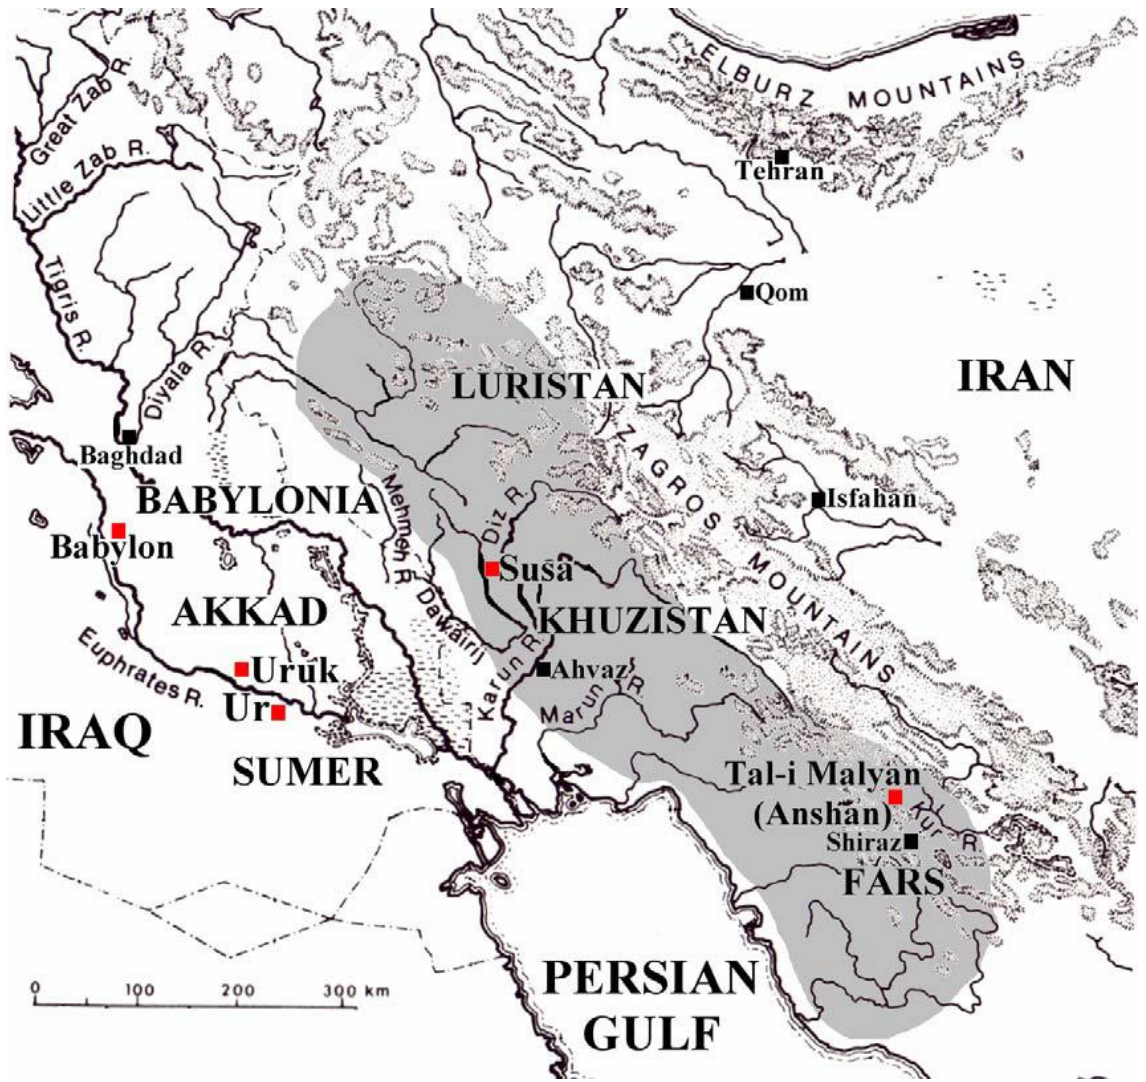 ELBURZ MOUNTAINS
Great Zab R.
Little Zab R.
Tehran
Tigris R.
Qom
Diyala R.
LURISTAN
IRAN
ZAGROS MOUNTAINS
Baghdad
Mehmeh R.
Diz R.
Isfahan
BABYLONIA
Babylon
Susa
AKKAD
Dawairij
KHUZISTAN
Euphrates R.
Uruk
Karun R.
Ahvaz
Ur
Marun R.
IRAQ
SUMER
Tal-i Malyan
(Anshan)
Kur R.
Shiraz
FARS
PERSIAN
GULF
0 100 200 300 km